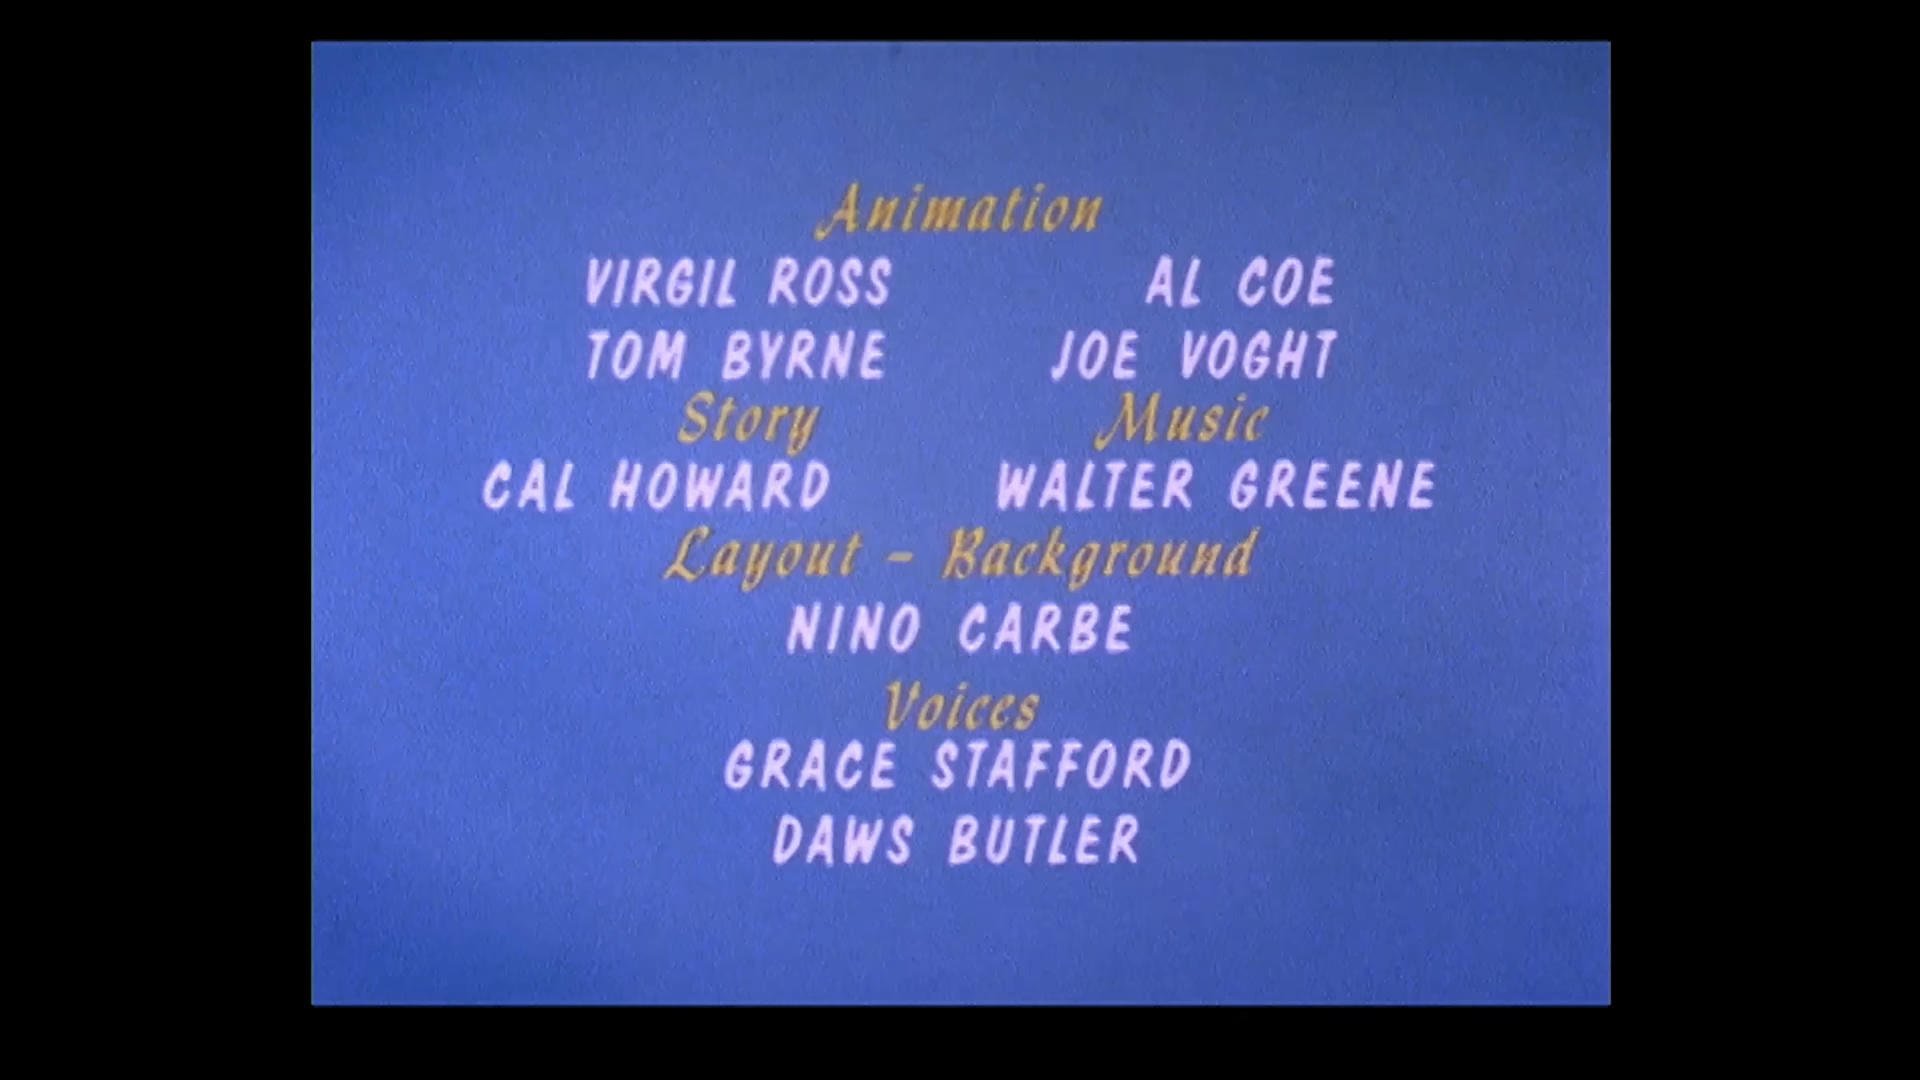 Animation
VIRGIL ROSS AL COE
TOM BYRNE JOE VOGHT
Story Music
CAL HOWARD WALTER GREENE
Layout - Background
NINO CARBE
Voices
GRACE STAFFORD
DAWS BUTLER